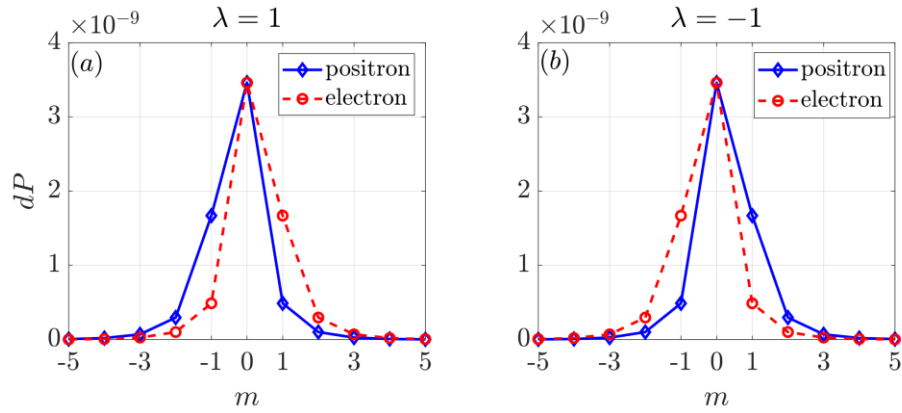 ×10⁻⁹ λ = 1
(a)
positron
electron
4
3
2
1
0
dP
-5 -3 -1 0 1 3 5
m
×10⁻⁹ λ = −1
(b)
positron
electron
4
3
2
1
0
-5 -3 -1 0 1 3 5
m